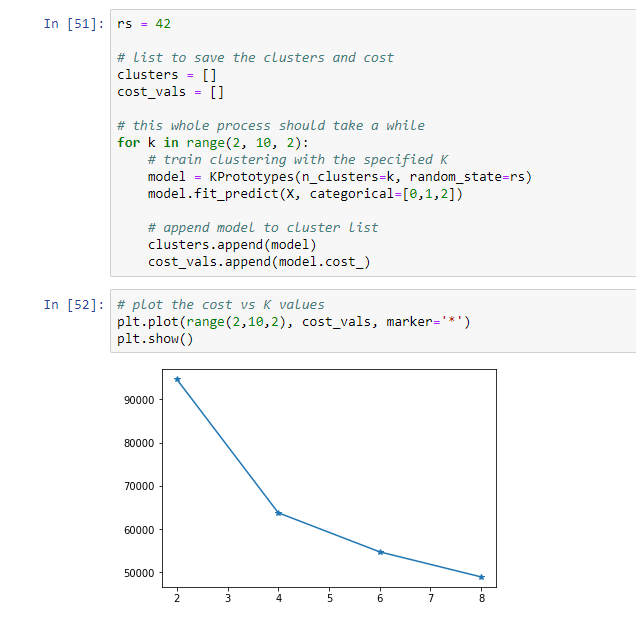 In [51]: rs = 42
# list to save the clusters and cost
clusters = []
cost_vals = []
# this whole process should take a while
for k in range(2, 10, 2):
    # train clustering with the specified K
    model = KPrototypes(n_clusters=k, random_state=rs)
    model.fit_predict(X, categorical=[0,1,2])
    # append model to cluster list
    clusters.append(model)
    cost_vals.append(model.cost_)
In [52]: # plot the cost vs K values
plt.plot(range(2,10,2), cost_vals, marker='*')
plt.show()
90000
80000
70000
60000
50000
2 3 4 5 6 7 8